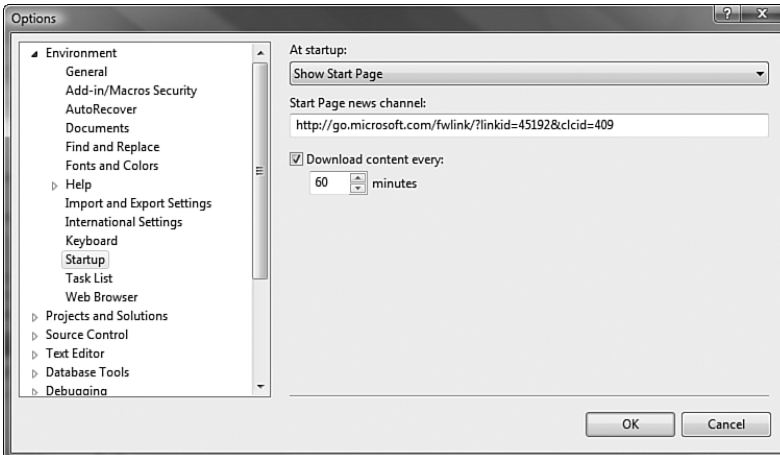 Options
Environment
General
Add-in/Macros Security
AutoRecover
Documents
Find and Replace
Fonts and Colors
Help
Import and Export Settings
International Settings
Keyboard
Startup
Task List
Web Browser
Projects and Solutions
Source Control
Text Editor
Database Tools
Debugging
At startup:
Show Start Page
Start Page news channel:
http://go.microsoft.com/fwlink/?linkid=45192&clcid=409
Download content every:
60 minutes
OK Cancel